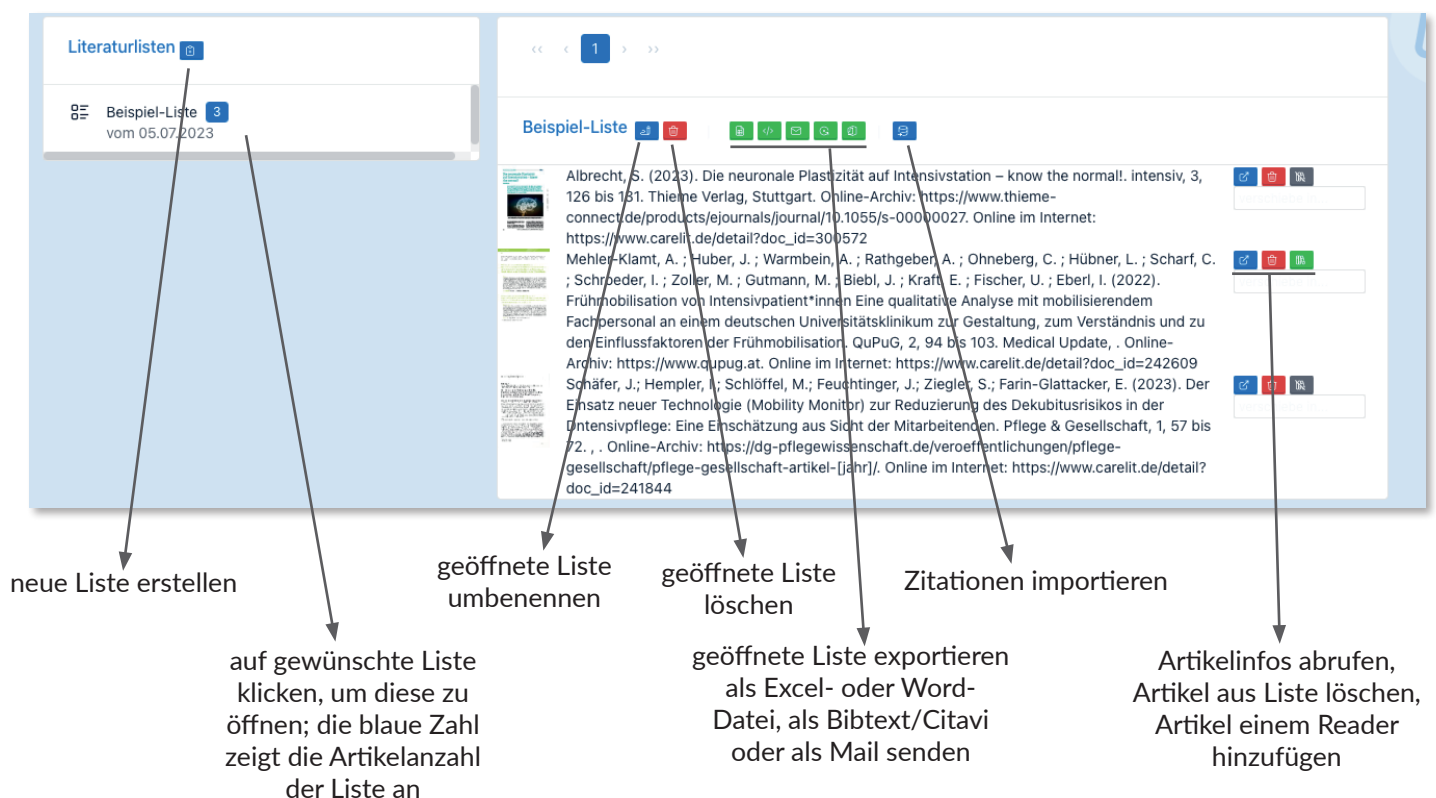 Literaturlisten
Beispiel-Liste 3
vom 05.07.2023
‹‹ ‹ 1 › ››
Beispiel-Liste
Albrecht, S. (2023). Die neuronale Plastizität auf Intensivstation – know the normal!. intensiv, 3,
126 bis 131. Thieme Verlag, Stuttgart. Online-Archiv: https://www.thieme-
connect.de/products/ejournals/journal/10.1055/s-00000027. Online im Internet:
https://www.carelit.de/detail?doc_id=300572
Mehler-Klamt, A. ; Huber, J. ; Warmbein, A. ; Rathgeber, A. ; Ohneberg, C. ; Hübner, L. ; Scharf, C.
; Schroeder, I. ; Zoller, M. ; Gutmann, M. ; Biebl, J. ; Kraft, E. ; Fischer, U. ; Eberl, I. (2022).
Frühmobilisation von Intensivpatient*innen Eine qualitative Analyse mit mobilisierendem
Fachpersonal an einem deutschen Universitätsklinikum zur Gestaltung, zum Verständnis und zu
den Einflussfaktoren der Frühmobilisation. QuPuG, 2, 94 bis 103. Medical Update, . Online-
Archiv: https://www.qupug.at. Online im Internet: https://www.carelit.de/detail?doc_id=242609
Schäfer, J.; Hempler, I.; Schlöffel, M.; Feuchtinger, J.; Ziegler, S.; Farin-Glattacker, E. (2023). Der
Einsatz neuer Technologie (Mobility Monitor) zur Reduzierung des Dekubitusrisikos in der
Dntensivpflege: Eine Einschätzung aus Sicht der Mitarbeitenden. Pflege & Gesellschaft, 1, 57 bis
72. , . Online-Archiv: https://dg-pflegewissenschaft.de/veroeffentlichungen/pflege-
gesellschaft/pflege-gesellschaft-artikel-[jahr]/. Online im Internet: https://www.carelit.de/detail?
doc_id=241844
neue Liste erstellen
auf gewünschte Liste
klicken, um diese zu
öffnen; die blaue Zahl
zeigt die Artikelanzahl
der Liste an
geöffnete Liste
umbenennen
geöffnete Liste
löschen
geöffnete Liste exportieren
als Excel- oder Word-
Datei, als Bibtext/Citavi
oder als Mail senden
Zitationen importieren
Artikelinfos abrufen,
Artikel aus Liste löschen,
Artikel einem Reader
hinzufügen